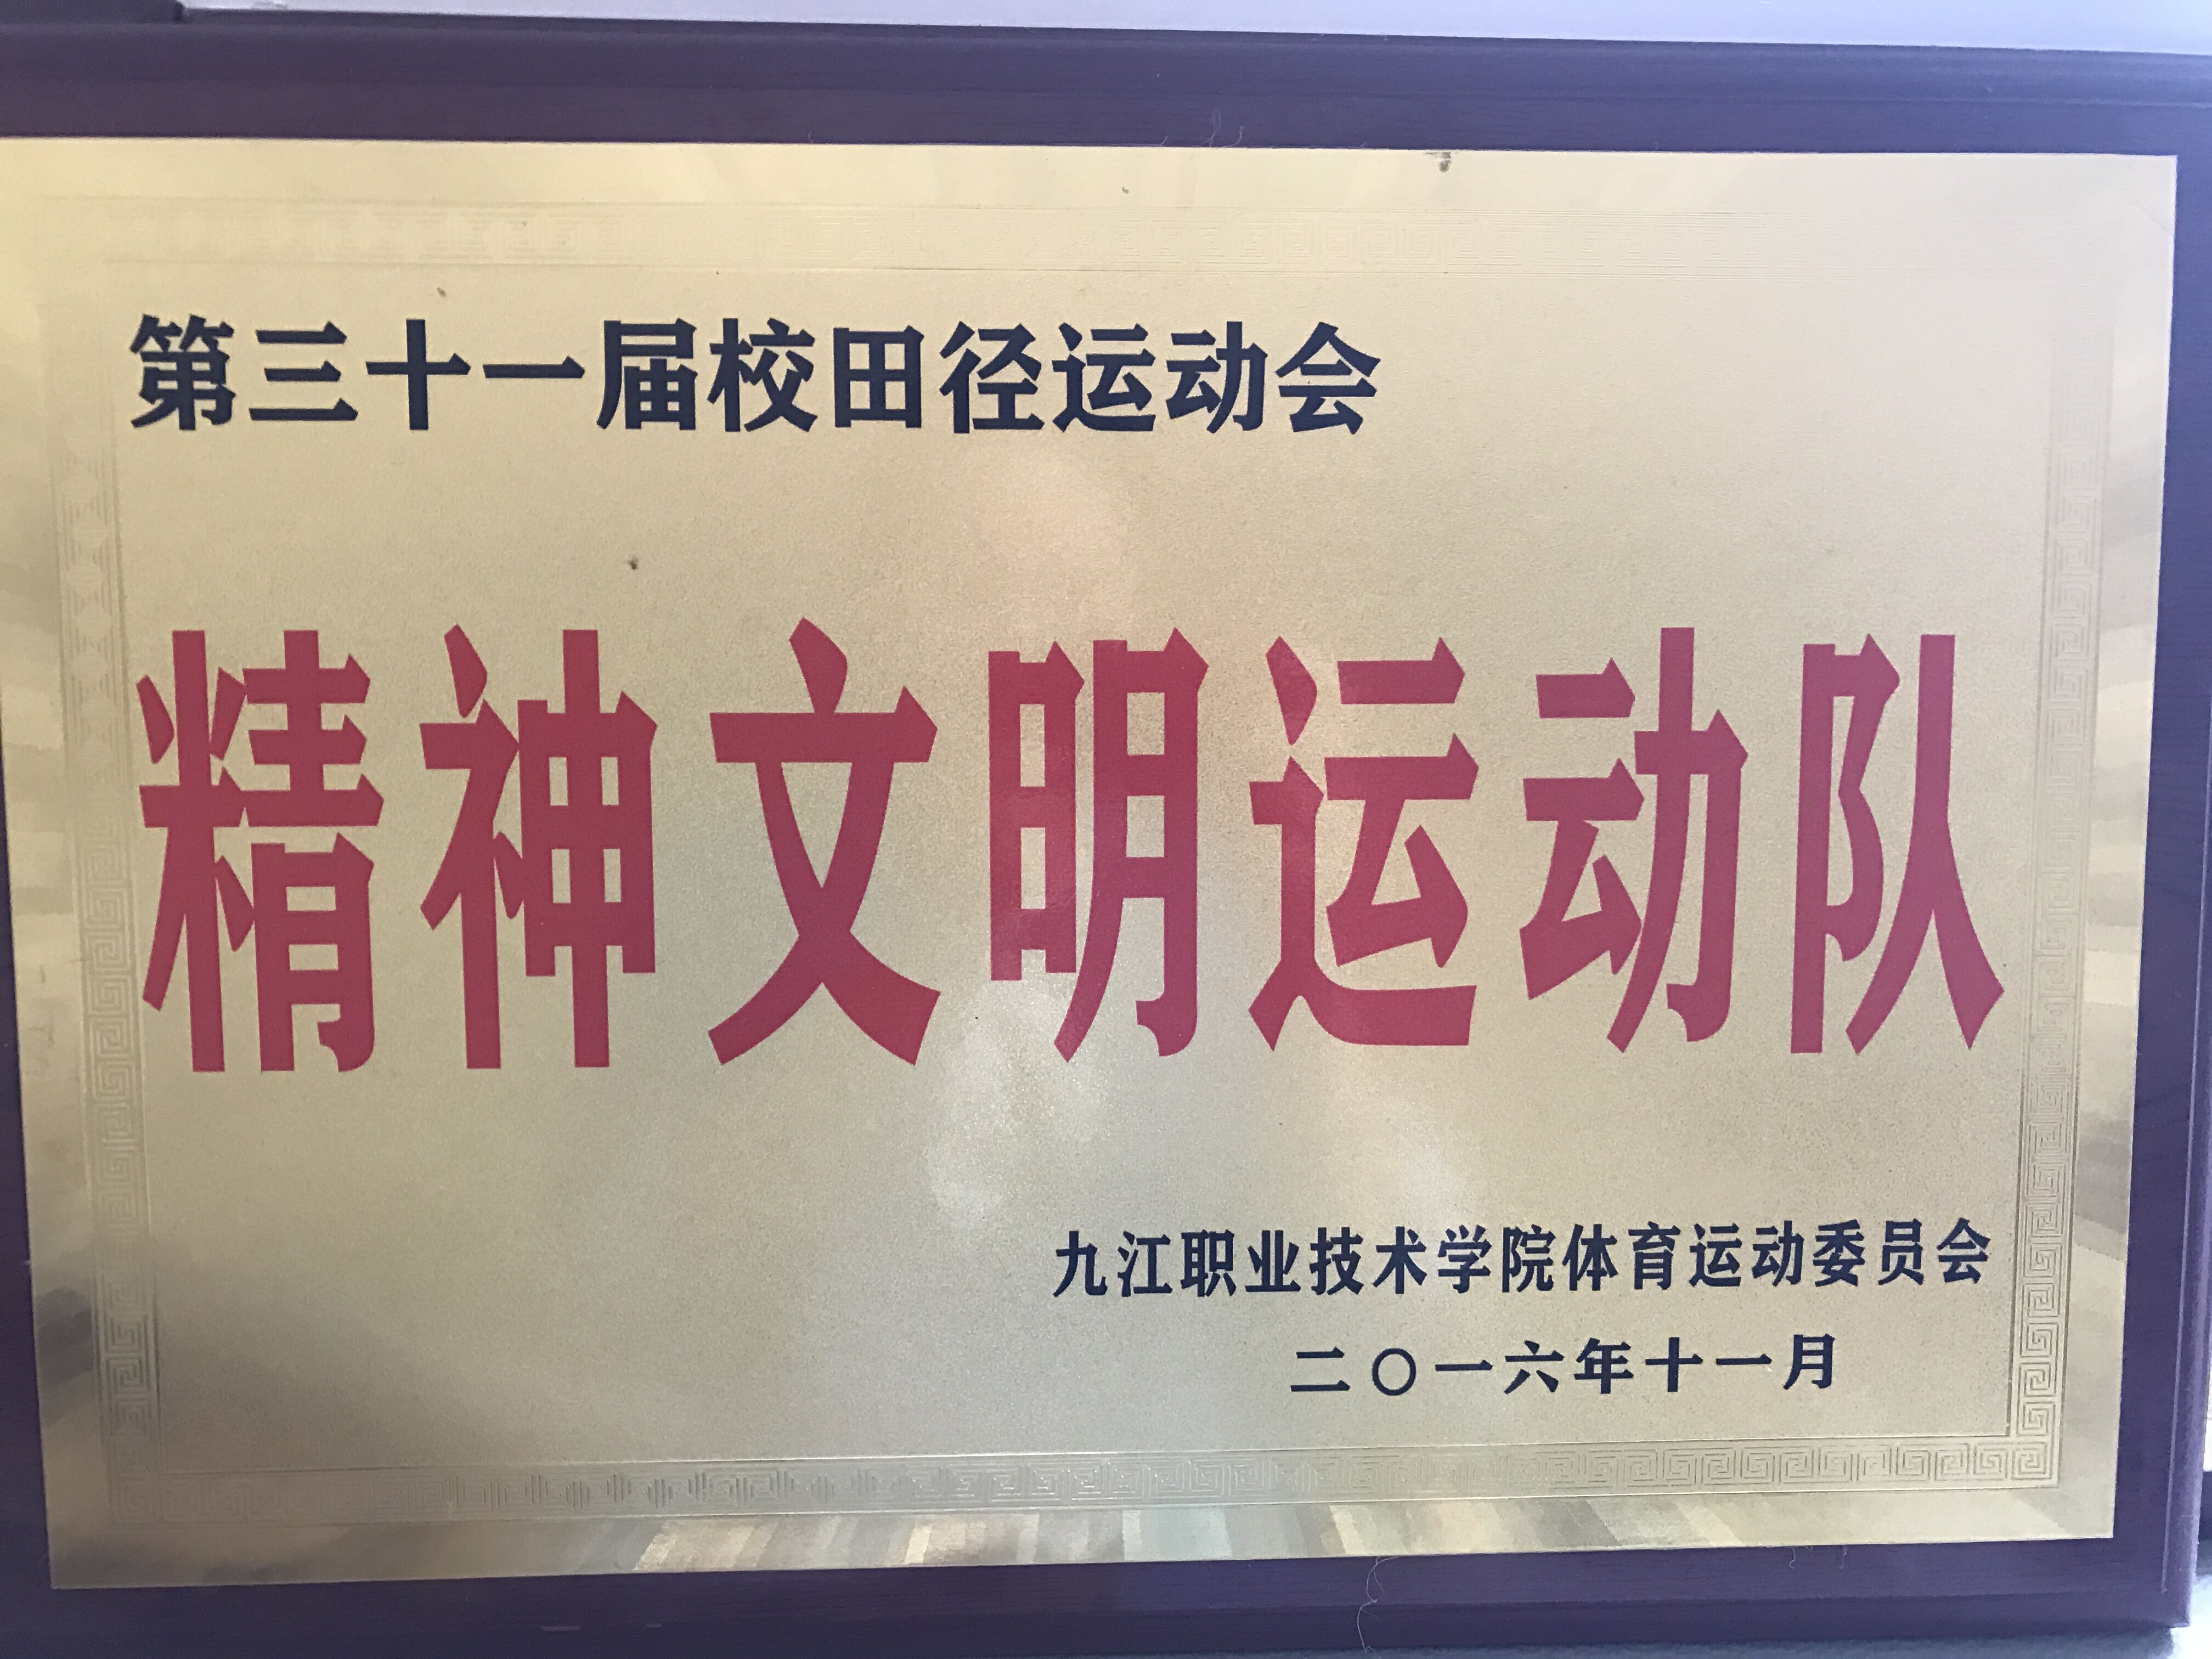 第三十一届校田径运动会
精神文明运动队
九江职业技术学院体育运动委员会
二〇一六年十一月